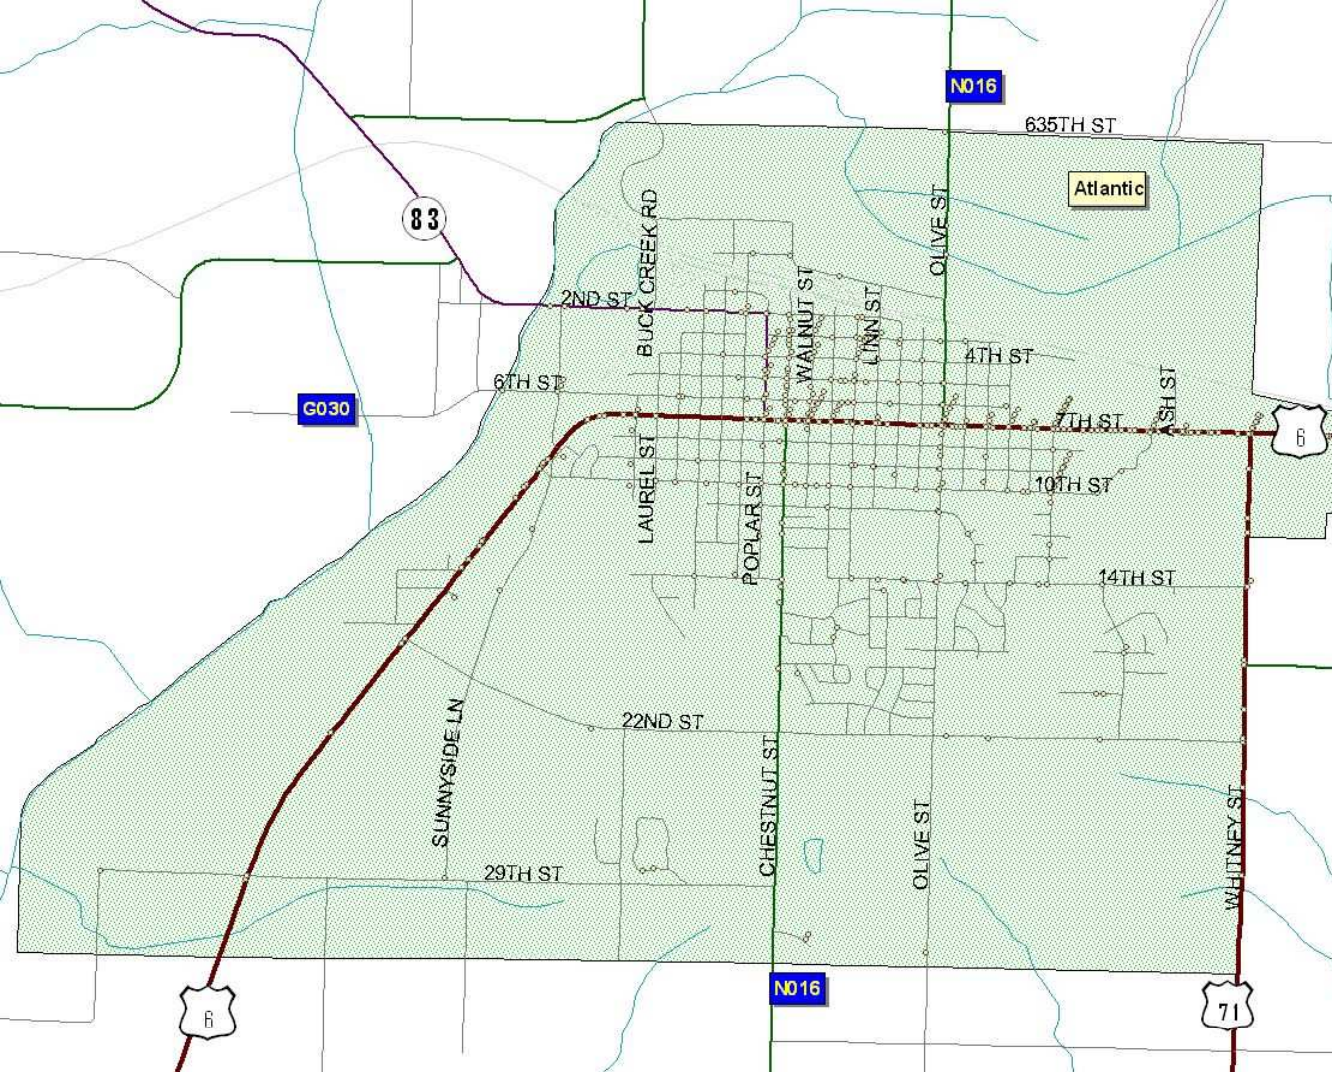 N016
635TH ST
Atlantic
83
BUCK CREEK RD
OLIVE ST
2ND ST
WALNUT ST
LINN ST
4TH ST
6TH ST
G030
ASH ST
7TH ST
6
LAUREL ST
POPLAR ST
10TH ST
14TH ST
22ND ST
SUNNYSIDE LN
CHESTNUT ST
OLIVE ST
WHITNEY ST
29TH ST
N016
6
71